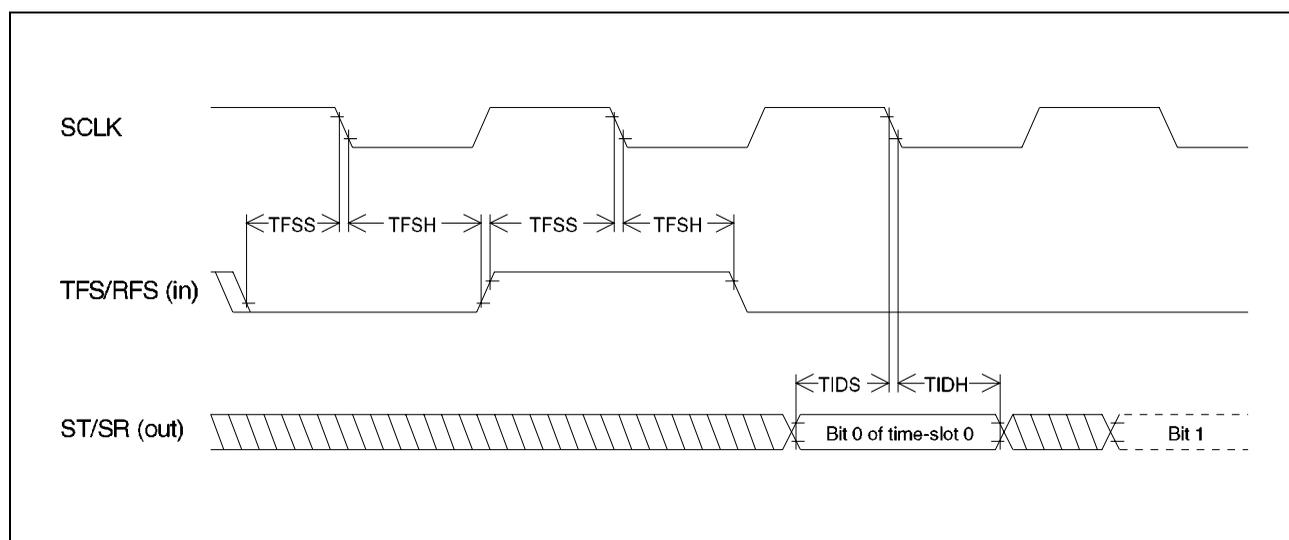 SCLK
TFSS TFSH TFSS TFSH
TFS/RFS (in)
TIDS TIDH
ST/SR (out) Bit 0 of time-slot 0 Bit 1